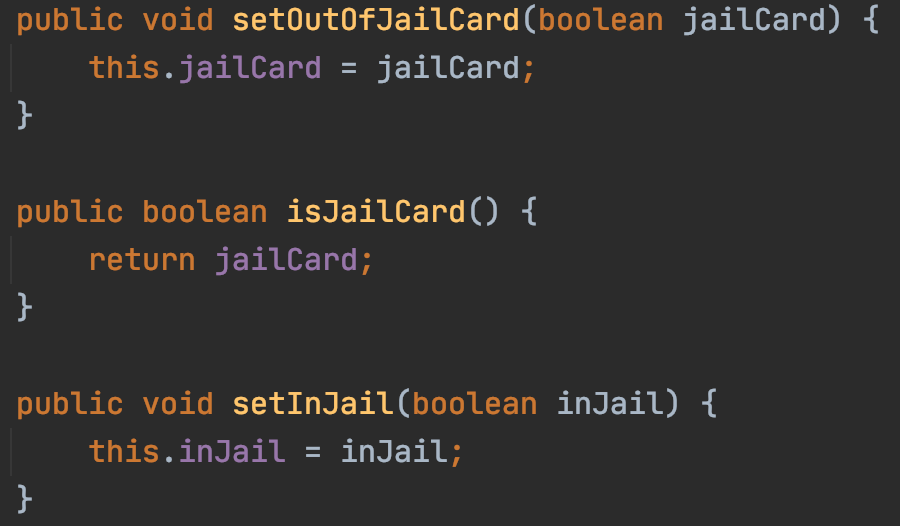 public void setOutOfJailCard(boolean jailCard) {
    this.jailCard = jailCard;
}
public boolean isJailCard() {
    return jailCard;
}
public void setInJail(boolean inJail) {
    this.inJail = inJail;
}